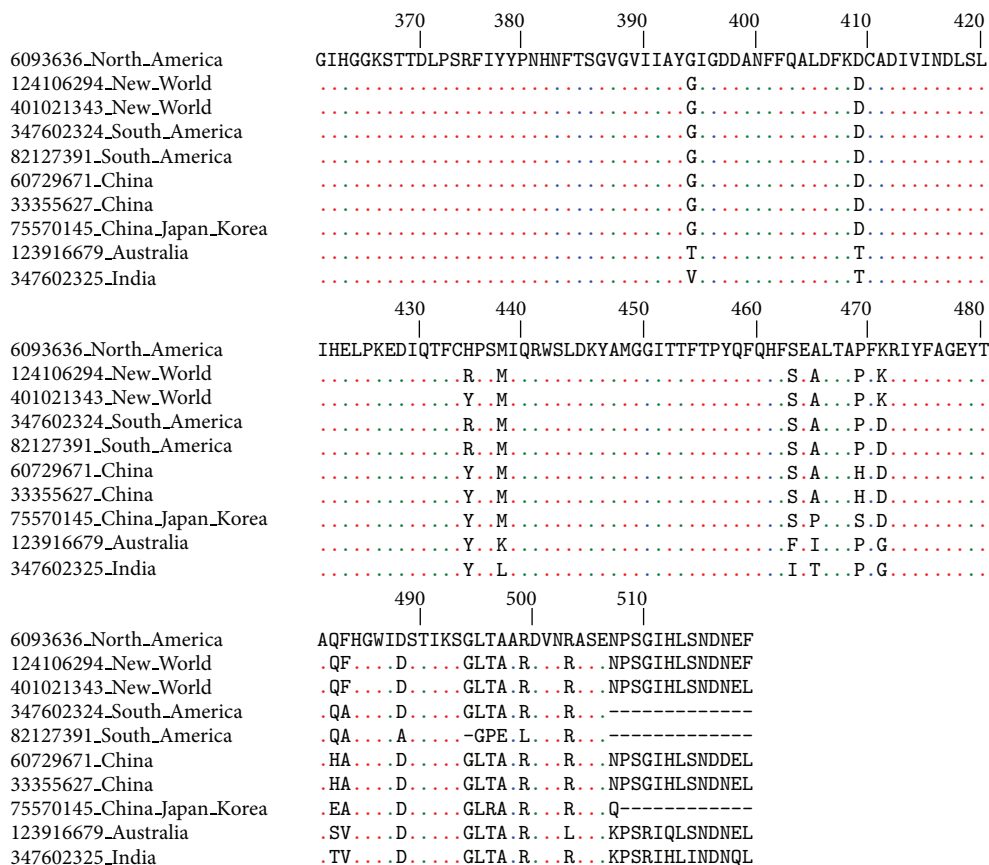 370 380 390 400 410 420
6093636_North_America GIHGGKSTTDLPSRFIYYPNHNFTSGVGVIIAYGIGDDANFFQALDFKDCADIVINDLSL
124106294_New_World .................................G..............D...........
401021343_New_World .................................G..............D...........
347602324_South_America .................................G..............D...........
82127391_South_America .................................G..............D...........
60729671_China .................................G..............D...........
33355627_China .................................G..............D...........
75570145_China_Japan_Korea .................................G..............D...........
123916679_Australia .................................T..............T...........
347602325_India .................................V..............T...........
430 440 450 460 470 480
6093636_North_America IHELPKEDIQTFCHPSMIQRWSLDKYAMGGITTFTPYQFQHFSEALTAPFKRIYFAGEYT
124106294_New_World .............R..M.........................S.A...P.K.........
401021343_New_World .............Y..M.........................S.A...P.K.........
347602324_South_America .............R..M.........................S.A...P.D.........
82127391_South_America .............R..M.........................S.A...P.D.........
60729671_China .............Y..M.........................S.A...H.D.........
33355627_China .............Y..M.........................S.A...H.D.........
75570145_China_Japan_Korea .............Y..M.........................S.P...S.D.........
123916679_Australia .............Y..K.........................F.I...P.G.........
347602325_India .............Y..L.........................I.T...P.G.........
490 500 510
6093636_North_America AQFHGWIDSTIKSGLTAARDVNRASENPSGIHLSNDNEF
124106294_New_World .QF....D.....GLTA.R...R...NPSGIHLSNDNEF
401021343_New_World .QF....D.....GLTA.R...R...NPSGIHLSNDNEL
347602324_South_America .QA....D.....GLTA.R...R...-------------
82127391_South_America .QA....A.....-GPE.L...R...-------------
60729671_China .HA....D.....GLTA.R...R...NPSGIHLSNDDEL
33355627_China .HA....D.....GLTA.R...R...NPSGIHLSNDNEL
75570145_China_Japan_Korea .EA....D.....GLRA.R...R...Q------------
123916679_Australia .SV....D.....GLTA.R...L...KPSRIQLSNDNEL
347602325_India .TV....D.....GLTA.R...R...KPSRIHLINDNQL